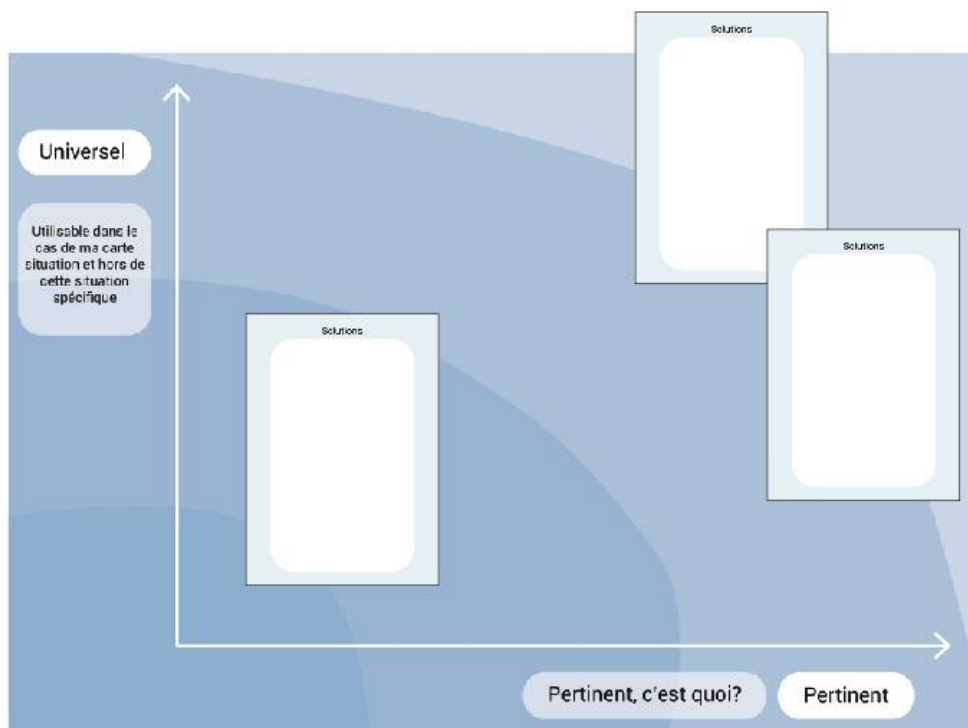 Solutions
Universel
Utilisable dans le
cas de ma carte
situation et hors de
cette situation
spécifique
Solutions
Solutions
Pertinent, c'est quoi?
Pertinent